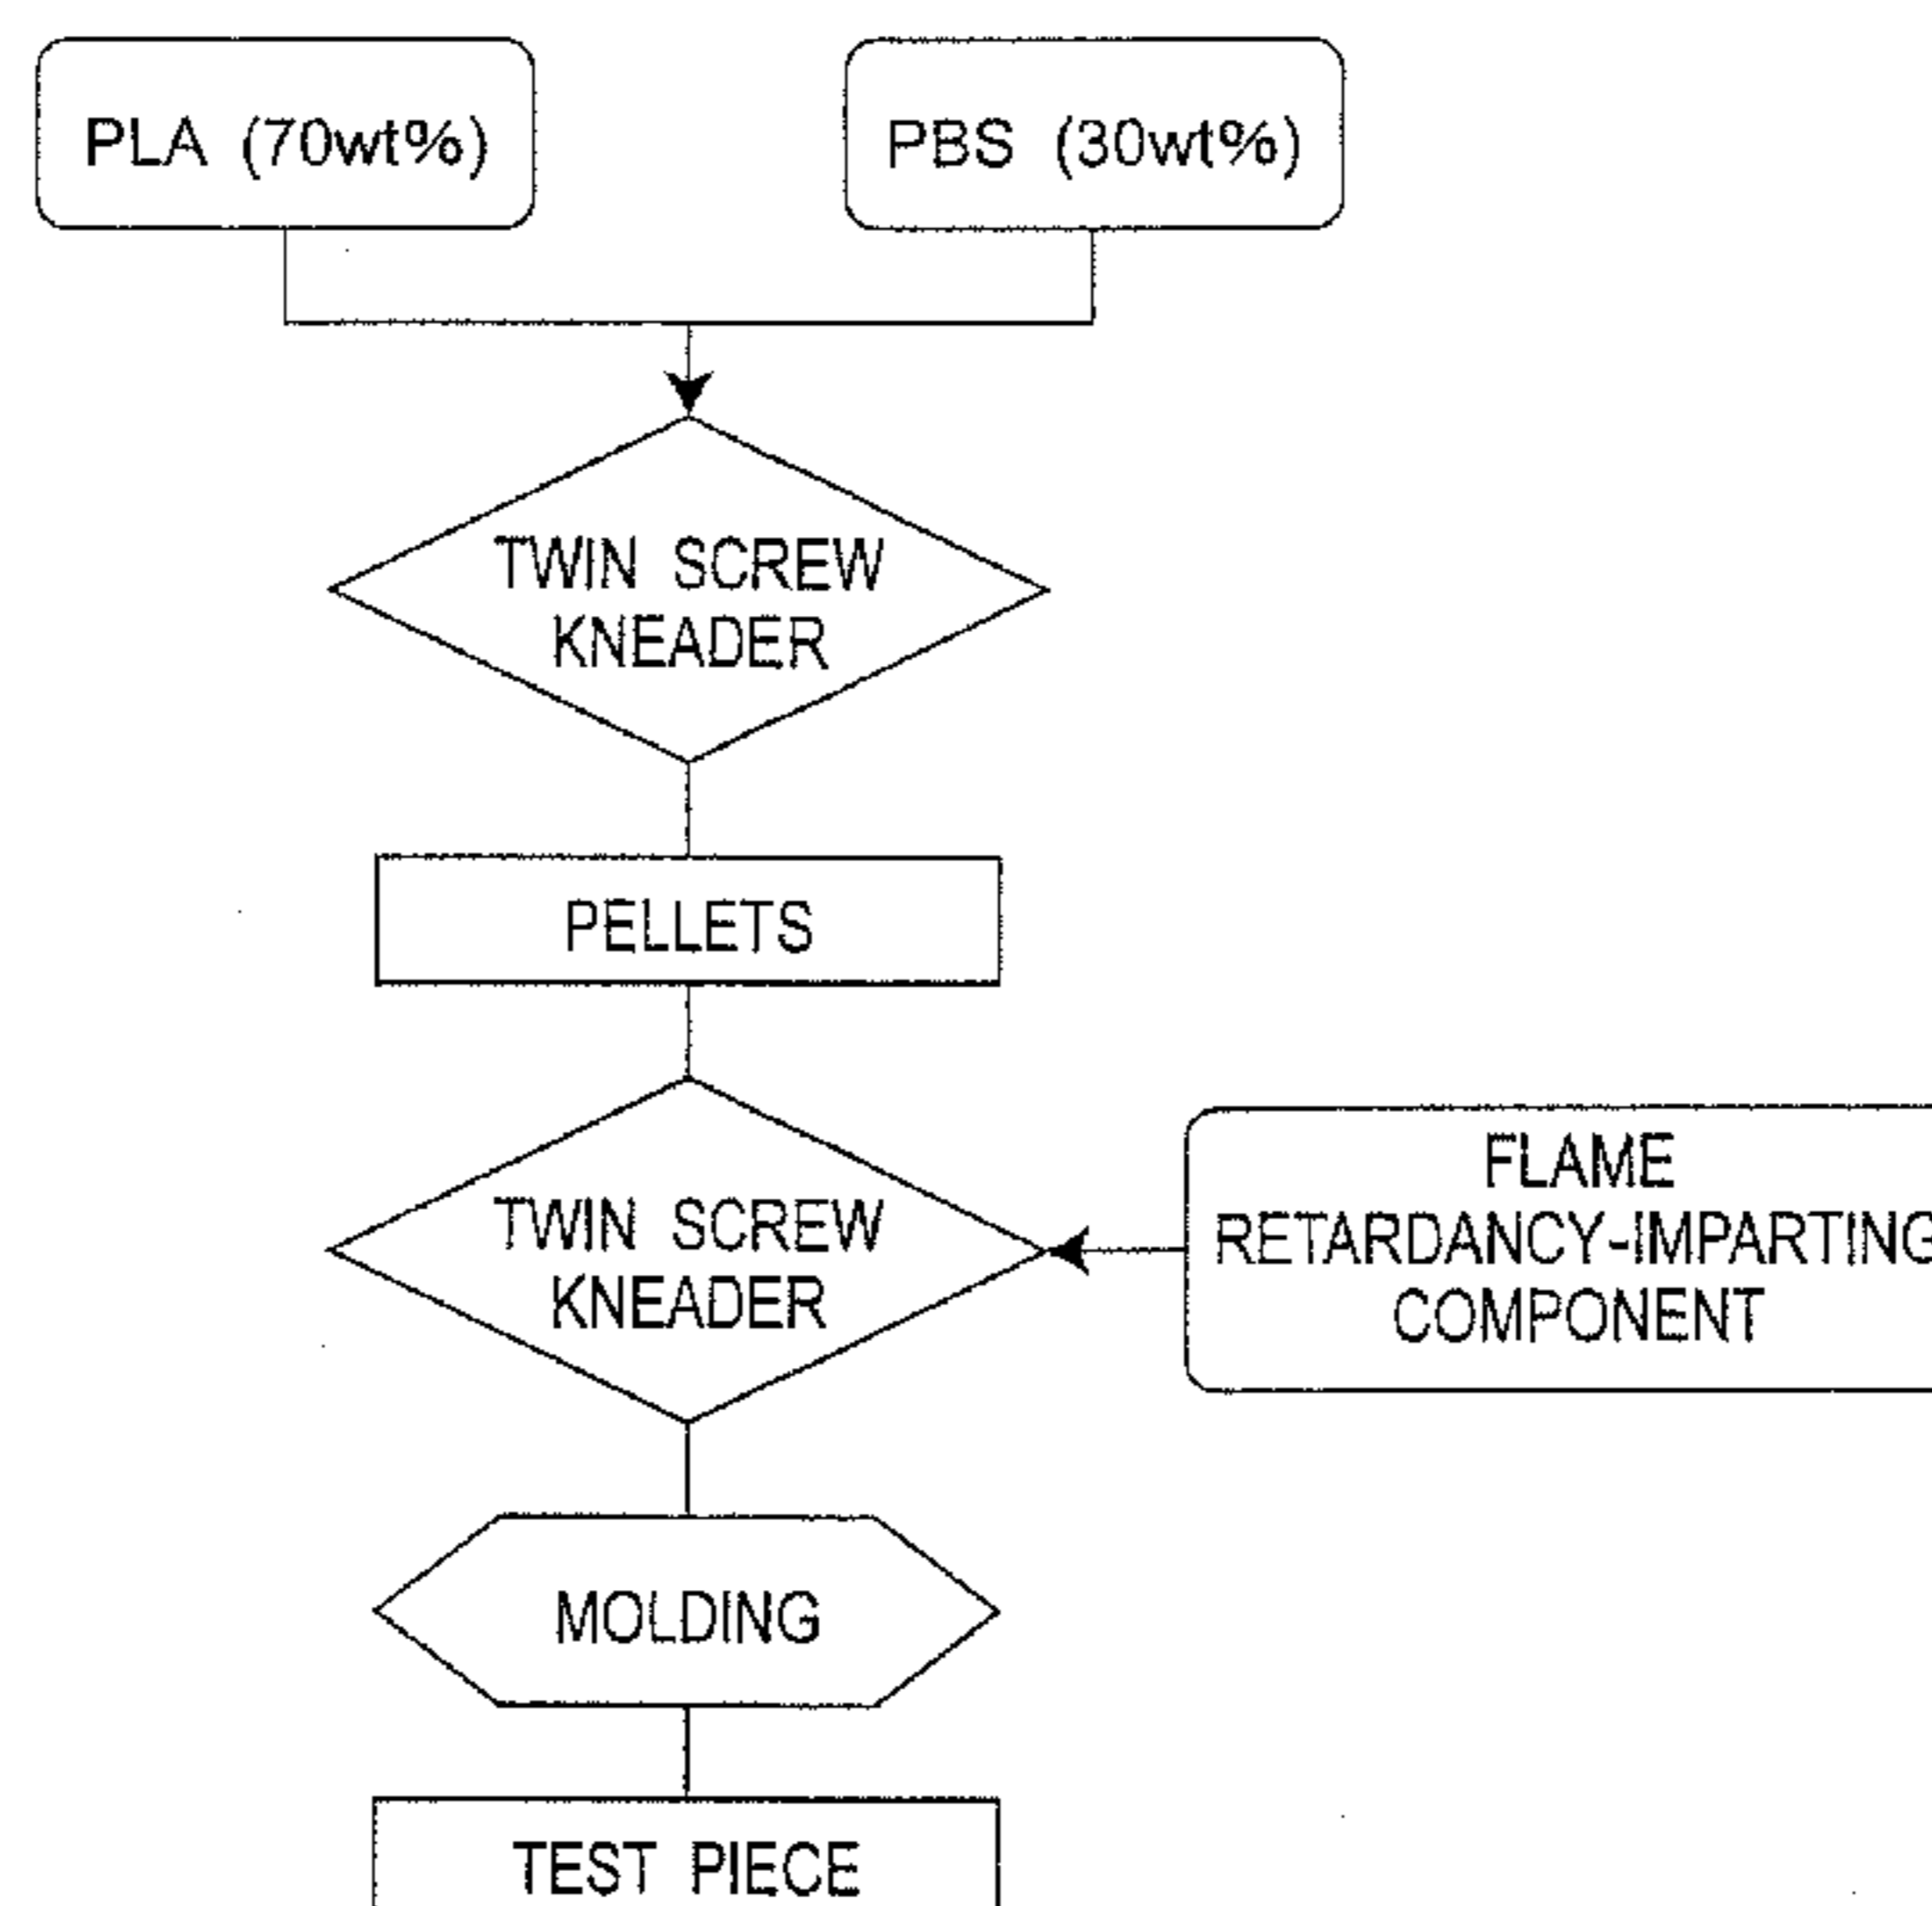 PLA (70wt%)
PBS (30wt%)
TWIN SCREW
KNEADER
PELLETS
TWIN SCREW
KNEADER
FLAME
RETARDANCY-IMPARTING
COMPONENT
MOLDING
TEST PIECE